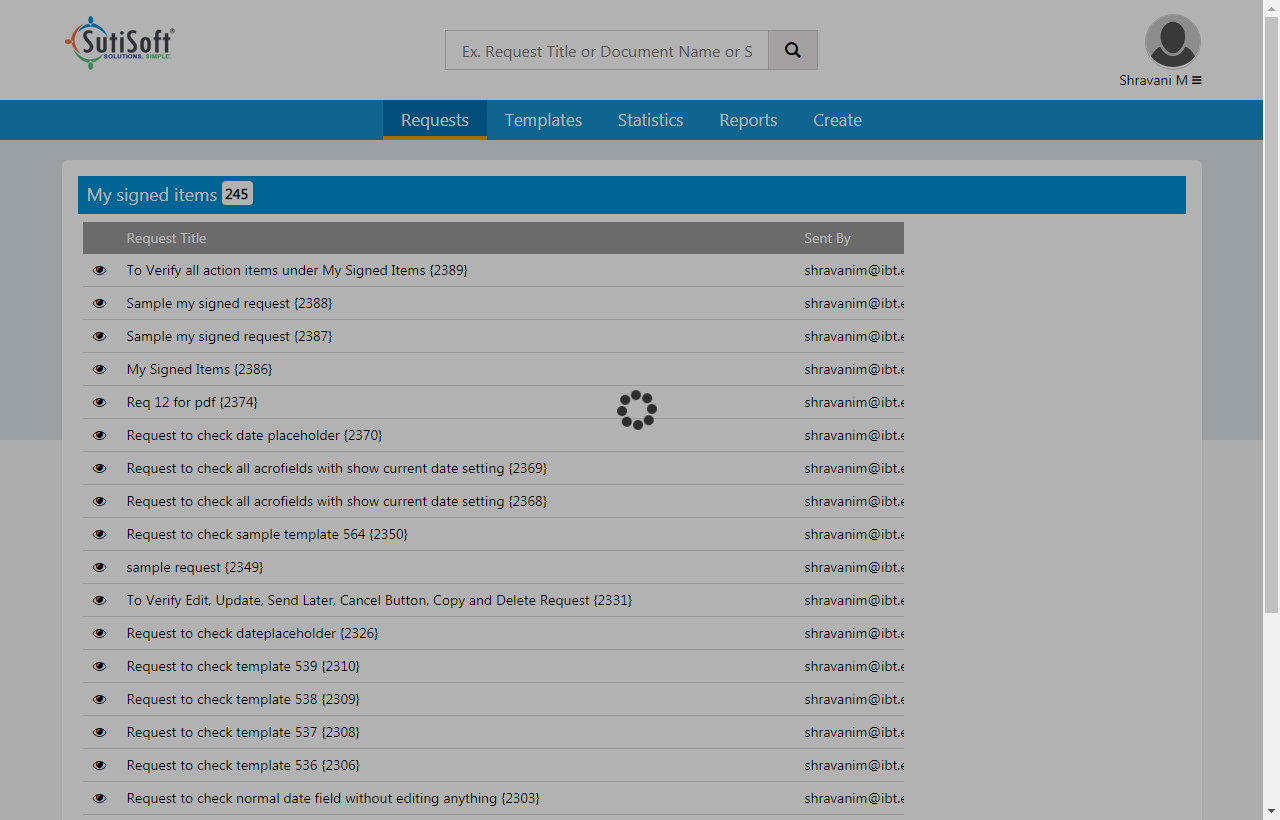 SutiSoft®
SOLUTIONS. SIMPLE.
Ex. Request Title or Document Name or S
Shravani M
Requests Templates Statistics Reports Create
My signed items 245
Request Title Sent By
To Verify all action items under My Signed Items {2389} shravanim@ibt.e
Sample my signed request {2388} shravanim@ibt.e
Sample my signed request {2387} shravanim@ibt.e
My Signed Items {2386} shravanim@ibt.e
Req 12 for pdf {2374} shravanim@ibt.e
Request to check date placeholder {2370} shravanim@ibt.e
Request to check all acrofields with show current date setting {2369} shravanim@ibt.e
Request to check all acrofields with show current date setting {2368} shravanim@ibt.e
Request to check sample template 564 {2350} shravanim@ibt.e
sample request {2349} shravanim@ibt.e
To Verify Edit, Update, Send Later, Cancel Button, Copy and Delete Request {2331} shravanim@ibt.e
Request to check dateplaceholder {2326} shravanim@ibt.e
Request to check template 539 {2310} shravanim@ibt.e
Request to check template 538 {2309} shravanim@ibt.e
Request to check template 537 {2308} shravanim@ibt.e
Request to check template 536 {2306} shravanim@ibt.e
Request to check normal date field without editing anything {2303} shravanim@ibt.e